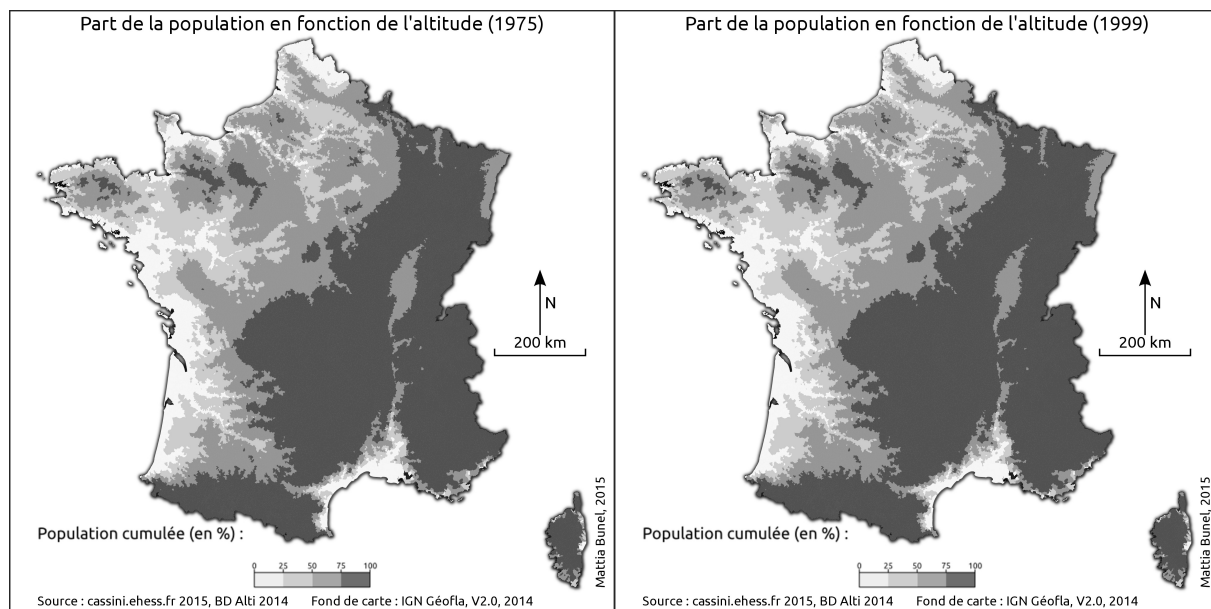 Part de la population en fonction de l'altitude (1975)
N
200 km
Population cumulée (en %) :
0 25 50 75 100
Mattia Bunel, 2015
Source : cassini.ehess.fr 2015, BD Alti 2014 Fond de carte : IGN Géofla, V2.0, 2014
Part de la population en fonction de l'altitude (1999)
N
200 km
Population cumulée (en %) :
0 25 50 75 100
Mattia Bunel, 2015
Source : cassini.ehess.fr 2015, BD Alti 2014 Fond de carte : IGN Géofla, V2.0, 2014